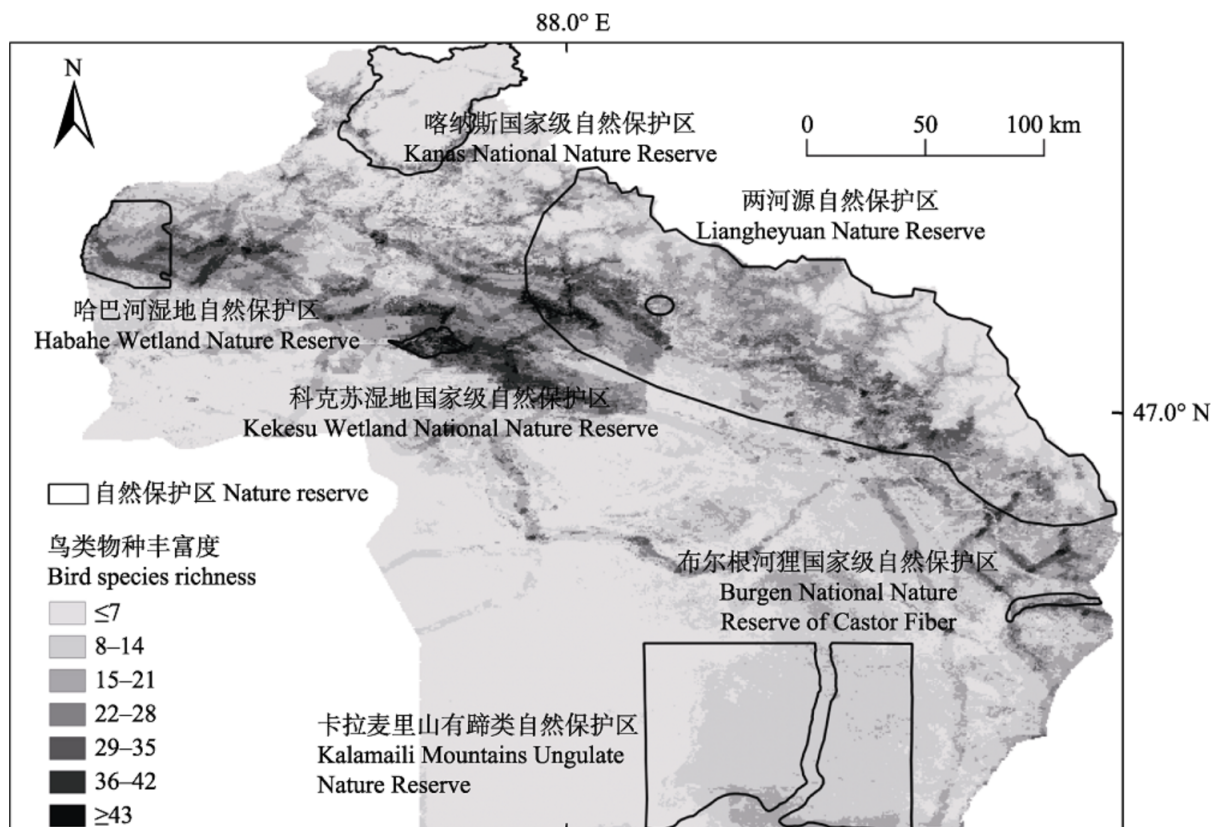 88.0° E
N
喀纳斯国家级自然保护区
Kanas National Nature Reserve
0 50 100 km
两河源自然保护区
Liangheyuan Nature Reserve
哈巴河湿地自然保护区
Habahe Wetland Nature Reserve
科克苏湿地国家级自然保护区
Kekesu Wetland National Nature Reserve
47.0° N
自然保护区 Nature reserve
鸟类物种丰富度
Bird species richness
≤7
8–14
15–21
22–28
29–35
36–42
≥43
布尔根河狸国家级自然保护区
Burgen National Nature
Reserve of Castor Fiber
卡拉麦里山有蹄类自然保护区
Kalamaili Mountains Ungulate
Nature Reserve